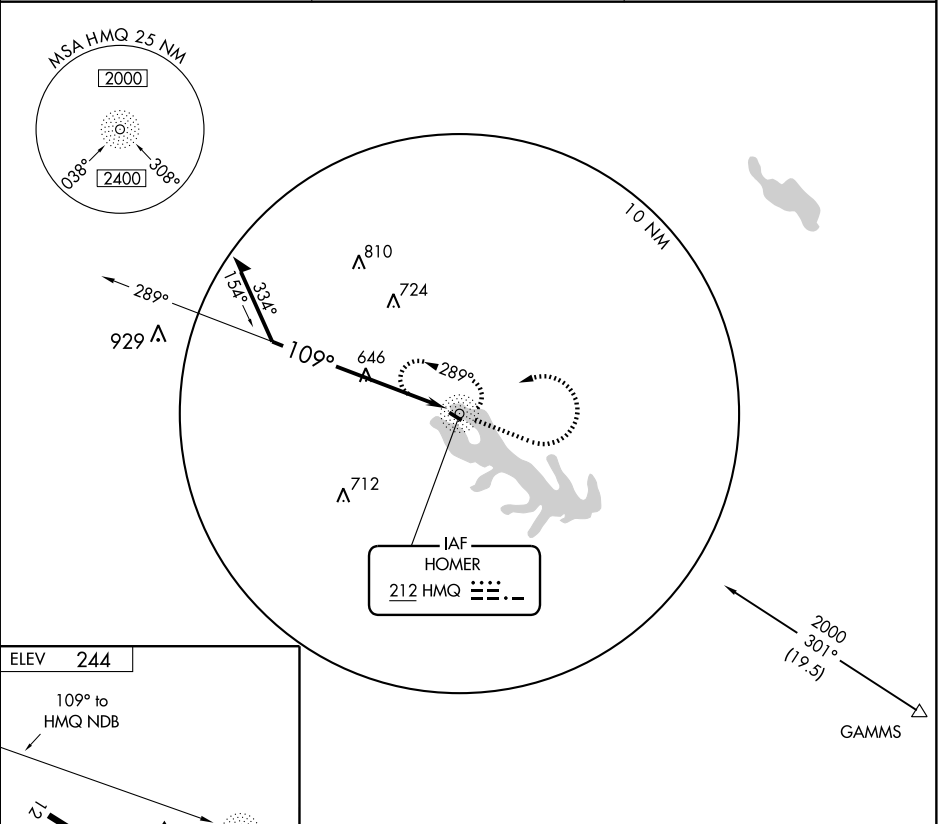 MSA HMQ 25 NM
2000
038°
308°
2400
10 NM
810
724
289°
334°
154°
929
109°
646
289°
712
IAF
HOMER
212 HMQ
2000
301°
(19.5)
GAMMS
ELEV 244
109° to
HMQ NDB
12